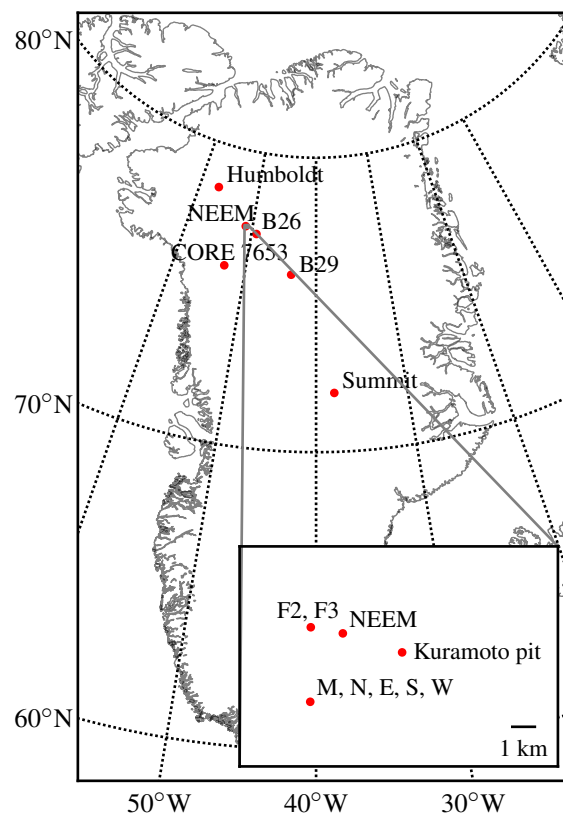 80°N
Humboldt
NEEM
B26
CORE 7653
B29
Summit
70°N
F2, F3
NEEM
Kuramoto pit
M, N, E, S, W
60°N
1 km
50°W 40°W 30°W